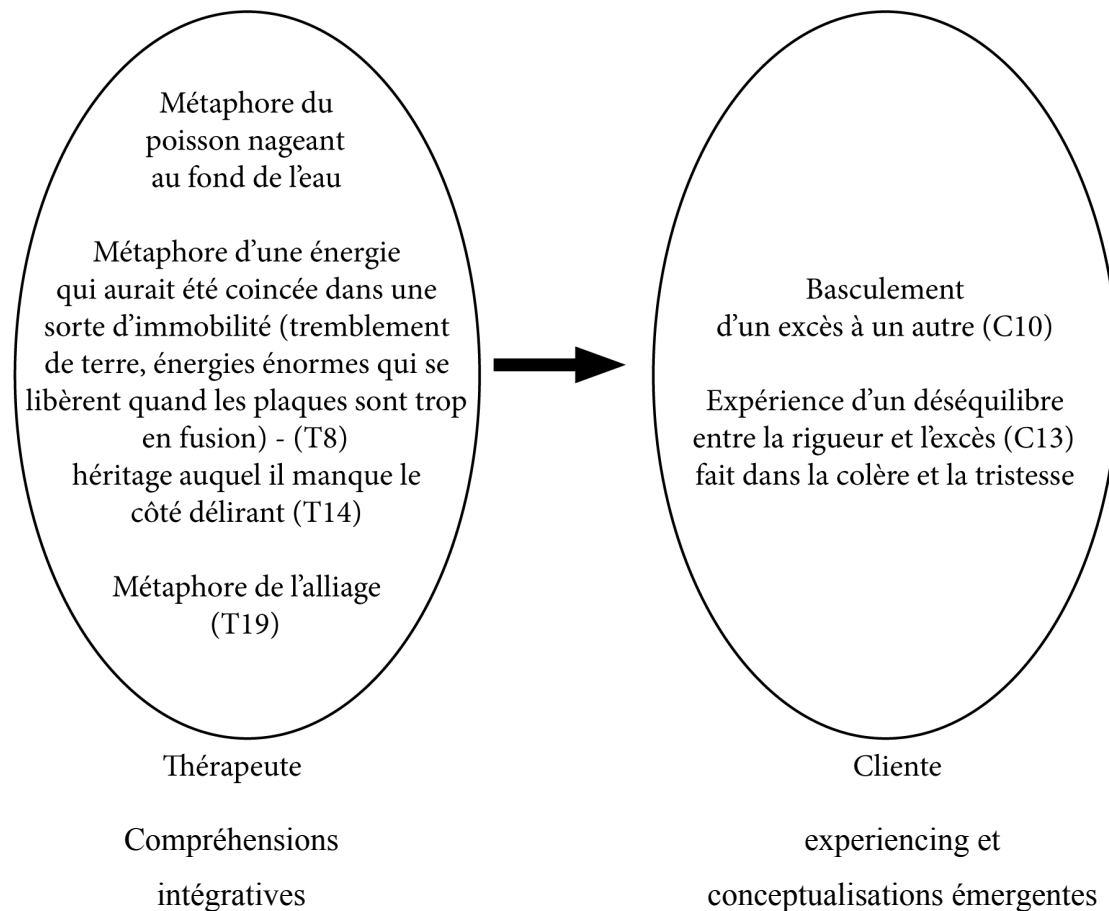 Métaphore du
poisson nageant
au fond de l’eau
Métaphore d’une énergie
qui aurait été coincée dans une
sorte d’immobilité (tremblement
de terre, énergies énormes qui se
libèrent quand les plaques sont trop
en fusion) - (T8)
héritage auquel il manque le
côté délirant (T14)
Métaphore de l’alliage
(T19)
Thérapeute
Compréhensions
intégratives
Basculement
d’un excès à un autre (C10)
Expérience d’un déséquilibre
entre la rigueur et l’excès (C13)
fait dans la colère et la tristesse
Cliente
experiencing et
conceptualisations émergentes